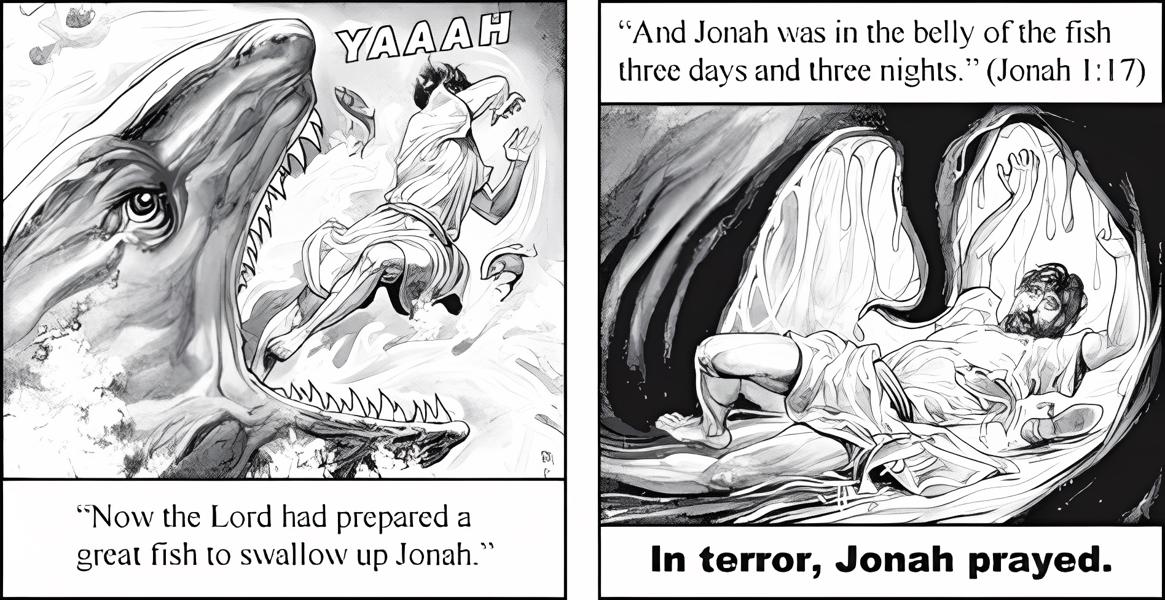 YAAAH
“Now the Lord had prepared a
great fish to swallow up Jonah.”
“And Jonah was in the belly of the fish
three days and three nights.” (Jonah 1:17)
In terror, Jonah prayed.